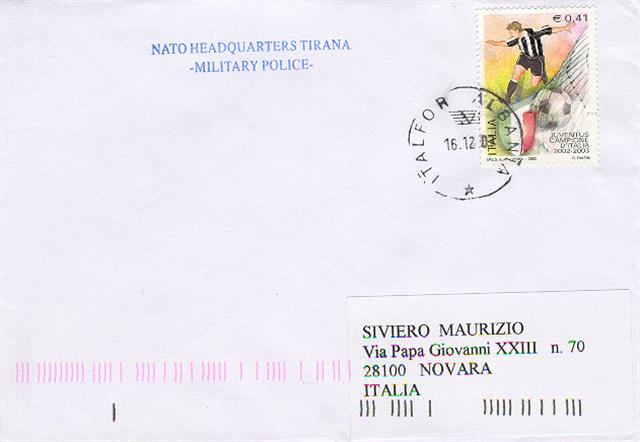 NATO HEADQUARTERS TIRANA
-MILITARY POLICE-
€ 0,41
ITALIA
JUVENTUS
CAMPIONE
D'ITALIA
2002-2003
ITALFOR ALBANIA
16.12.0
SIVIERO MAURIZIO
Via Papa Giovanni XXIII n. 70
28100 NOVARA
ITALIA